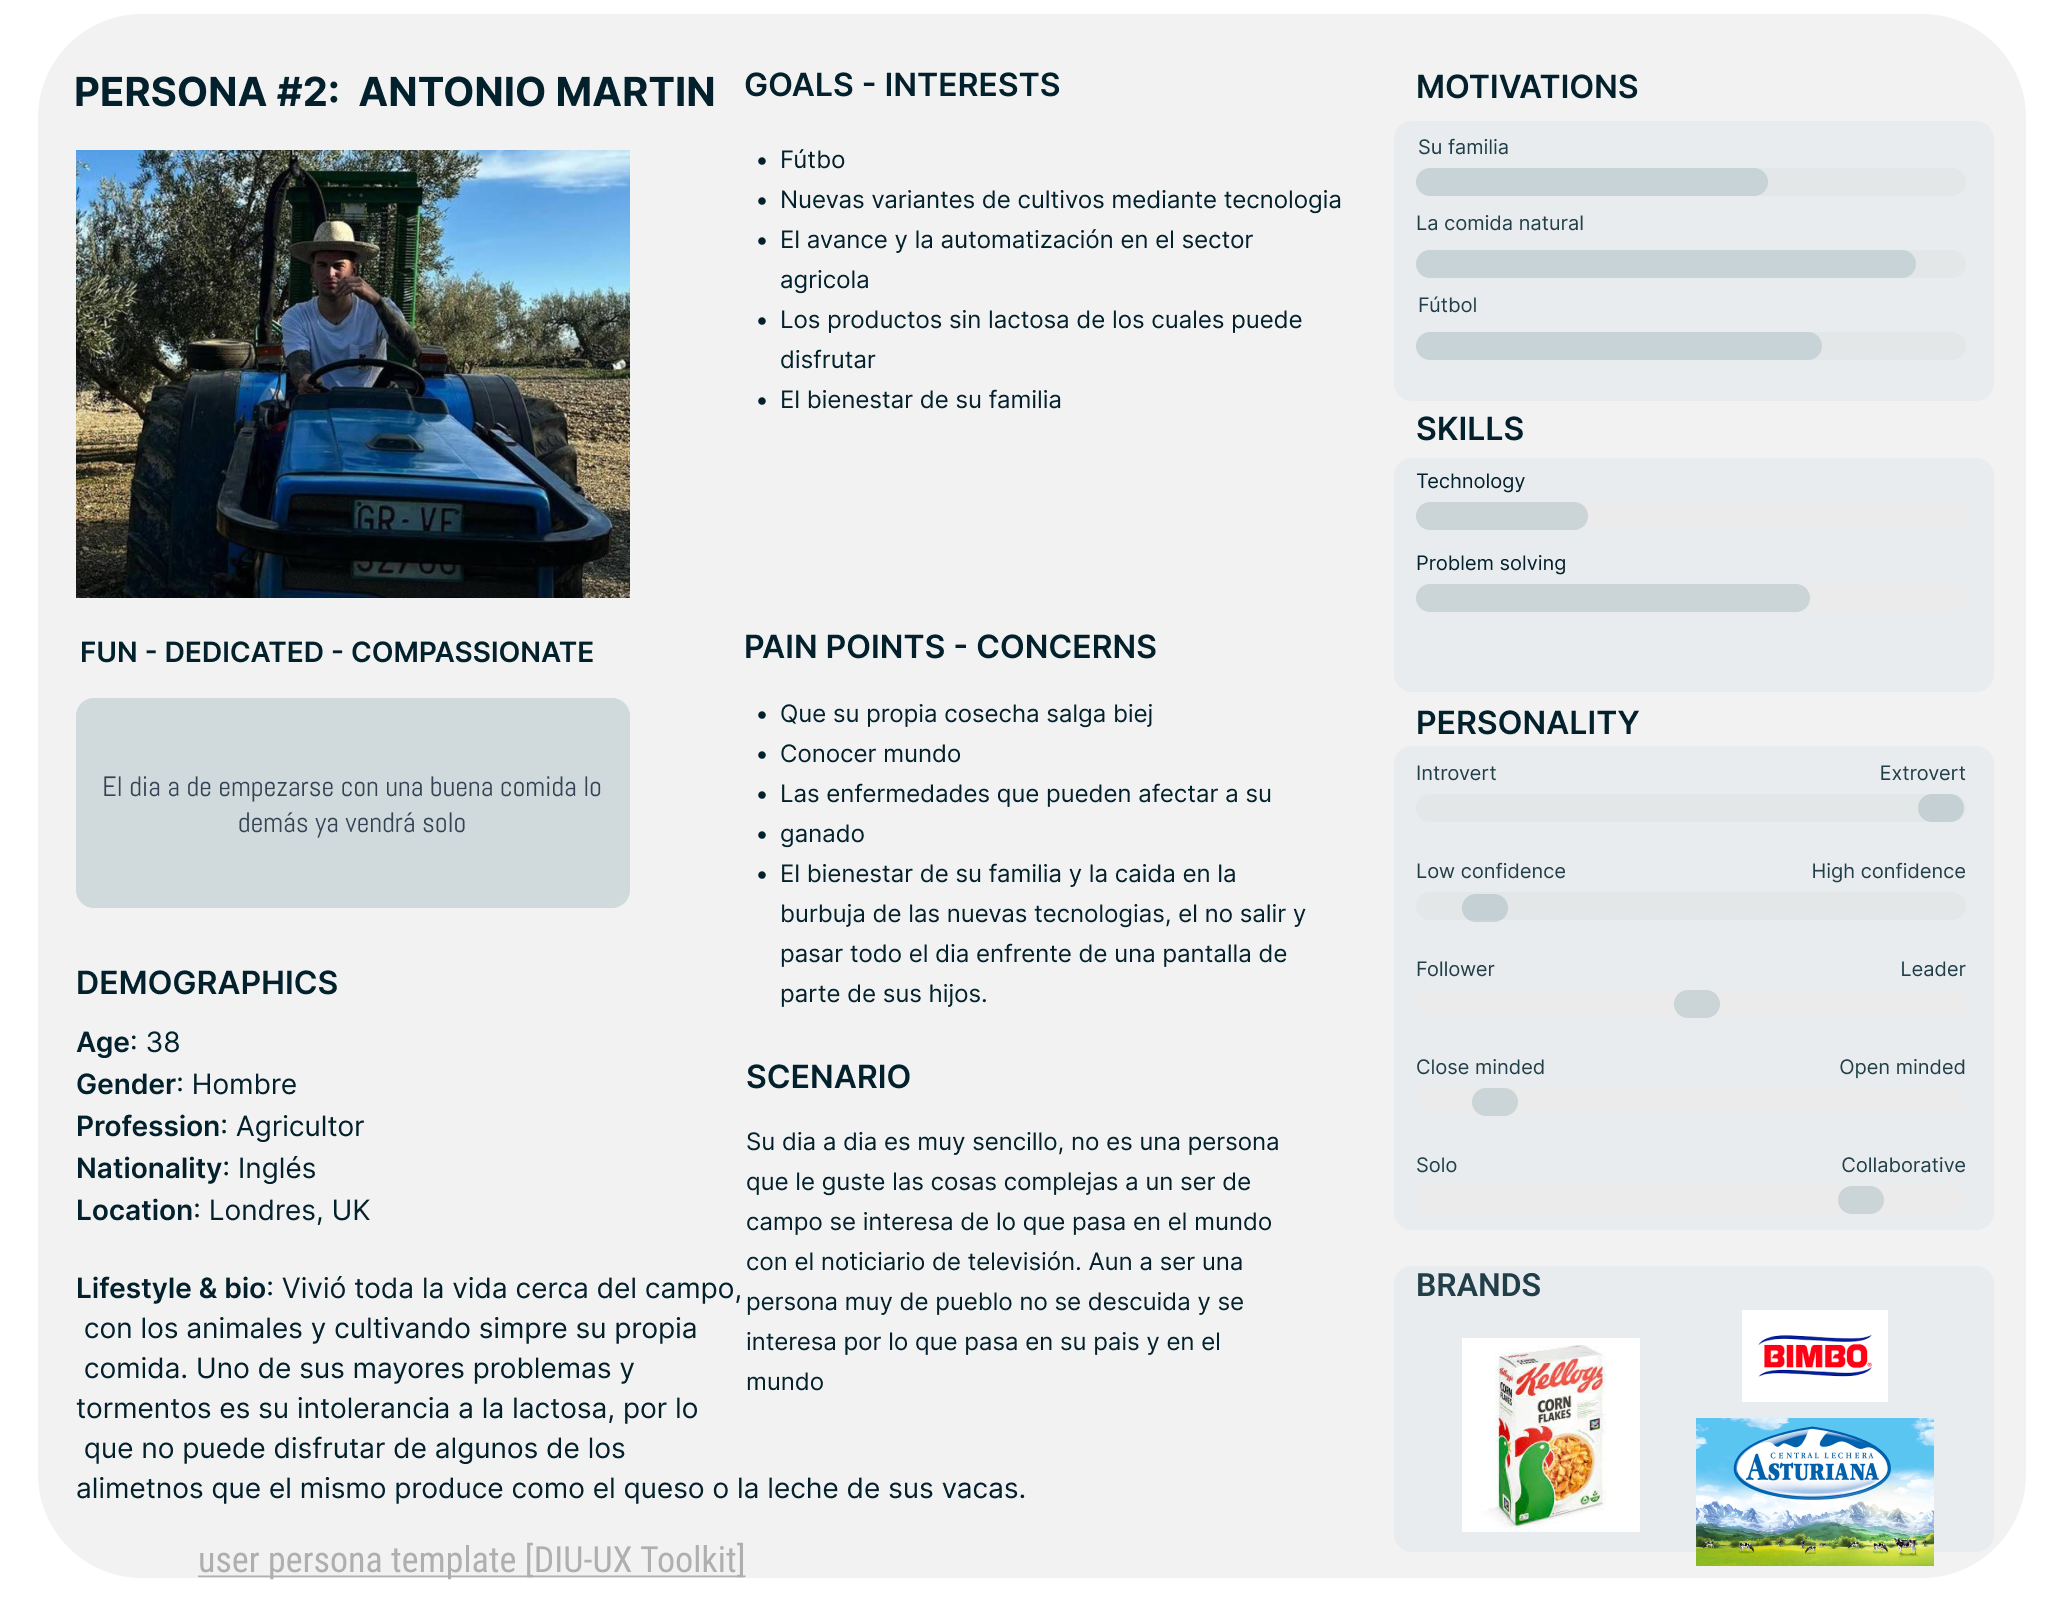 PERSONA #2:  ANTONIO MARTIN
GR-VE
FUN - DEDICATED - COMPASSIONATE
El dia a de empezarse con una buena comida lo
demás ya vendrá solo
DEMOGRAPHICS
Age: 38
Gender: Hombre
Profession: Agricultor
Nationality: Inglés
Location: Londres, UK
Lifestyle & bio: Vivió toda la vida cerca del campo,
con los animales y cultivando simpre su propia
comida. Uno de sus mayores problemas y
tormentos es su intolerancia a la lactosa, por lo
que no puede disfrutar de algunos de los
alimetnos que el mismo produce como el queso o la leche de sus vacas.
user persona template [DIU-UX Toolkit]
GOALS - INTERESTS
• Fútbo
• Nuevas variantes de cultivos mediante tecnologia
• El avance y la automatización en el sector
agricola
• Los productos sin lactosa de los cuales puede
disfrutar
• El bienestar de su familia
PAIN POINTS - CONCERNS
• Que su propia cosecha salga biej
• Conocer mundo
• Las enfermedades que pueden afectar a su
• ganado
• El bienestar de su familia y la caida en la
burbuja de las nuevas tecnologias, el no salir y
pasar todo el dia enfrente de una pantalla de
parte de sus hijos.
SCENARIO
Su dia a dia es muy sencillo, no es una persona
que le guste las cosas complejas a un ser de
campo se interesa de lo que pasa en el mundo
con el noticiario de televisión. Aun a ser una
persona muy de pueblo no se descuida y se
interesa por lo que pasa en su pais y en el
mundo
MOTIVATIONS
Su familia
La comida natural
Fútbol
SKILLS
Technology
Problem solving
PERSONALITY
Introvert Extrovert
Low confidence High confidence
Follower Leader
Close minded Open minded
Solo Collaborative
BRANDS
Kellogg
CORN
FLAKES
BIMBO
CENTRAL LECHERA
ASTURIANA